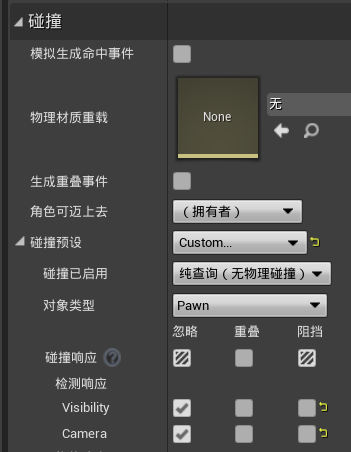 碰撞
模拟生成命中事件
物理材质重载
None
无
生成重叠事件
角色可迈上去
（拥有者）
碰撞预设
Custom...
碰撞已启用
纯查询（无物理碰撞）
对象类型
Pawn
忽略 重叠 阻挡
碰撞响应 ?
检测响应
Visibility
Camera